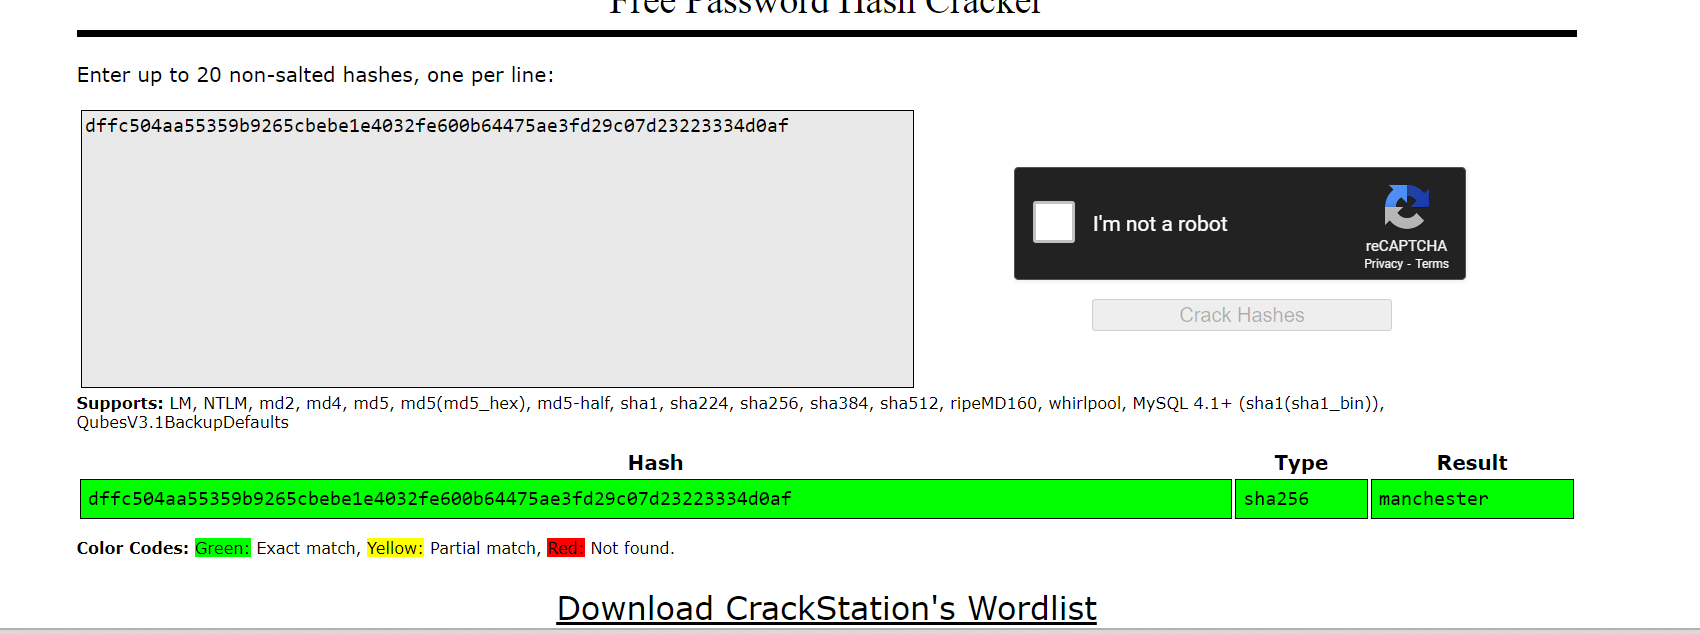 Free Password Hash Cracker
Enter up to 20 non-salted hashes, one per line:
dffc504aa55359b9265cbebe1e4032fe600b64475ae3fd29c07d23223334d0af
I'm not a robot
reCAPTCHA
Privacy - Terms
Crack Hashes
Supports: LM, NTLM, md2, md4, md5, md5(md5_hex), md5-half, sha1, sha224, sha256, sha384, sha512, ripeMD160, whirlpool, MySQL 4.1+ (sha1(sha1_bin)),
QubesV3.1BackupDefaults
Hash Type Result
dffc504aa55359b9265cbebe1e4032fe600b64475ae3fd29c07d23223334d0af sha256 manchester
Color Codes: Green: Exact match, Yellow: Partial match, Red: Not found.
Download CrackStation's Wordlist